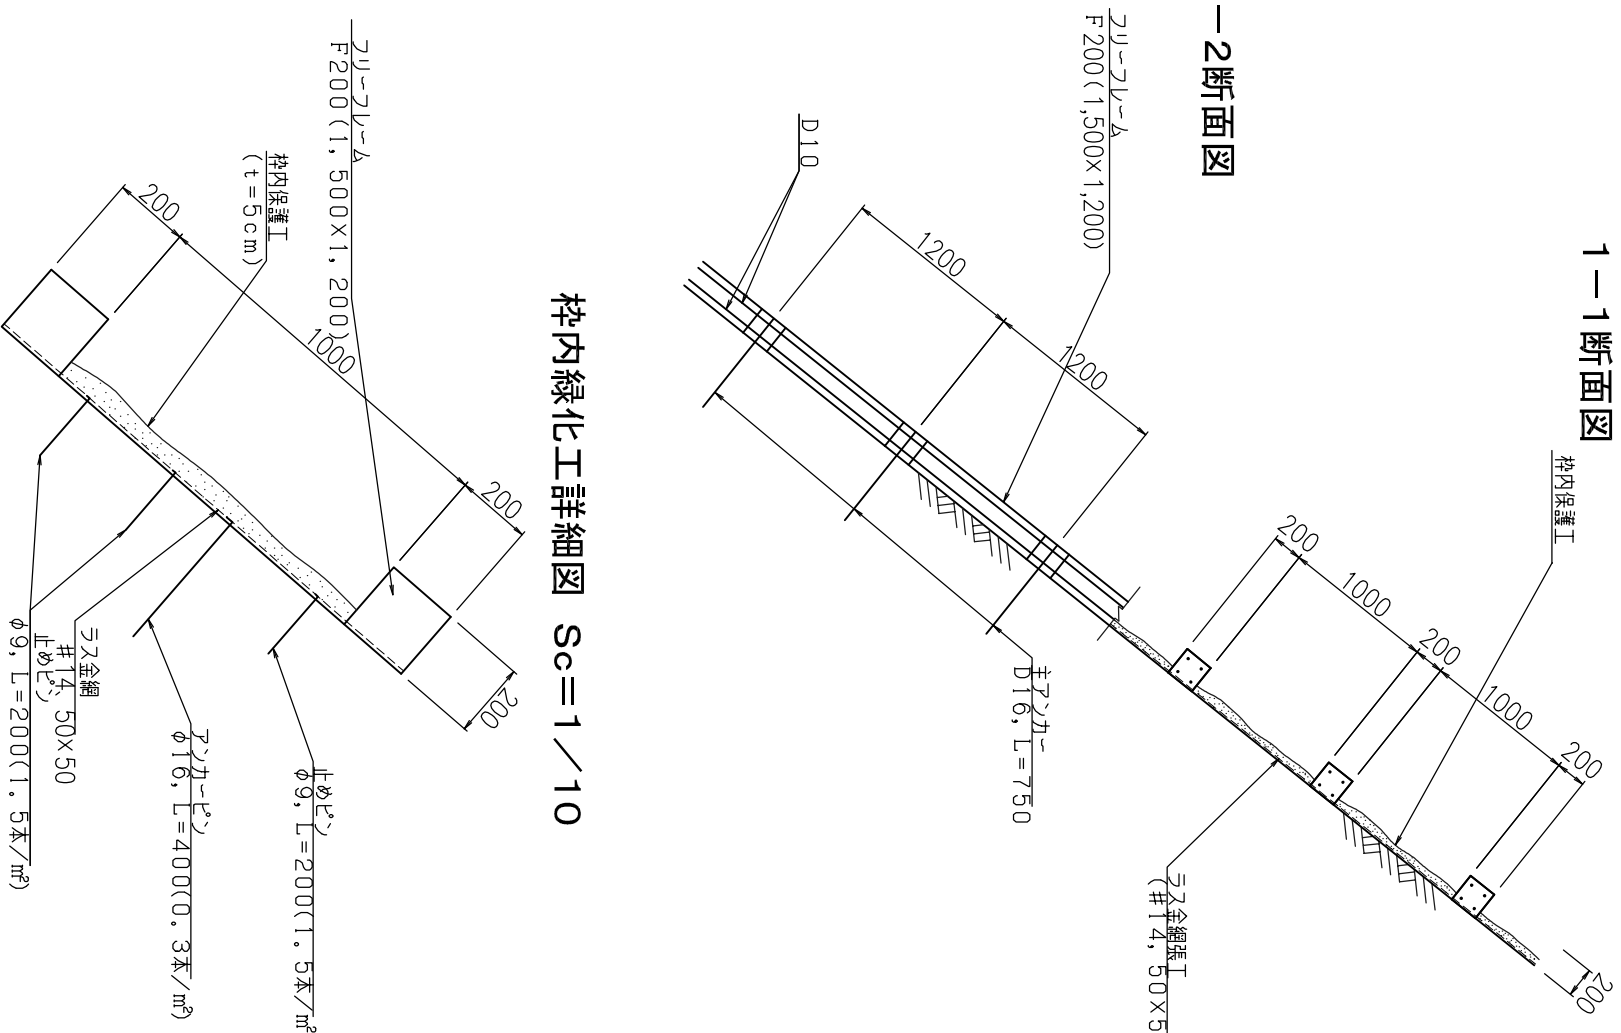 1－1断面図
枠内保護工
200
1000
200
1000
200
200
ラス金網張工
(＃14, 50×5
－2断面図
フリーフレーム
F200(1,500×1,200)
D10
1200
1200
主アンカー
D16, L=750
枠内緑化工詳細図 Sc＝1／10
フリーフレーム
F200(1, 500×1, 200)
枠内保護工
(t=5cm)
200
1000
200
200
止めピン
φ9, L=200(1. 5本/㎡
アンカーピン
φ16, L=400(0. 3本/㎡)
ラス金網
＃14 50×50
止めピン
φ9, L=200(1. 5本/㎡)